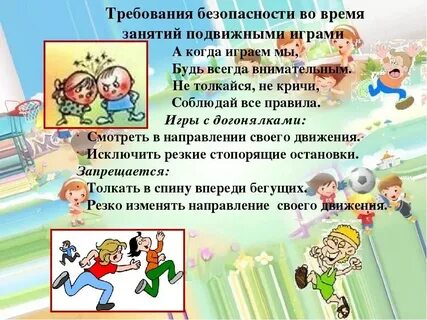 Требования безопасности во время
занятий подвижными играми
А когда играем мы,
Будь всегда внимательным.
Не толкайся, не кричи,
Соблюдай все правила.
Игры с догонялками:
Смотреть в направлении своего движения.
Исключить резкие стопорящие остановки.
Запрещается:
Толкать в спину впереди бегущих.
Резко изменять направление своего движения.